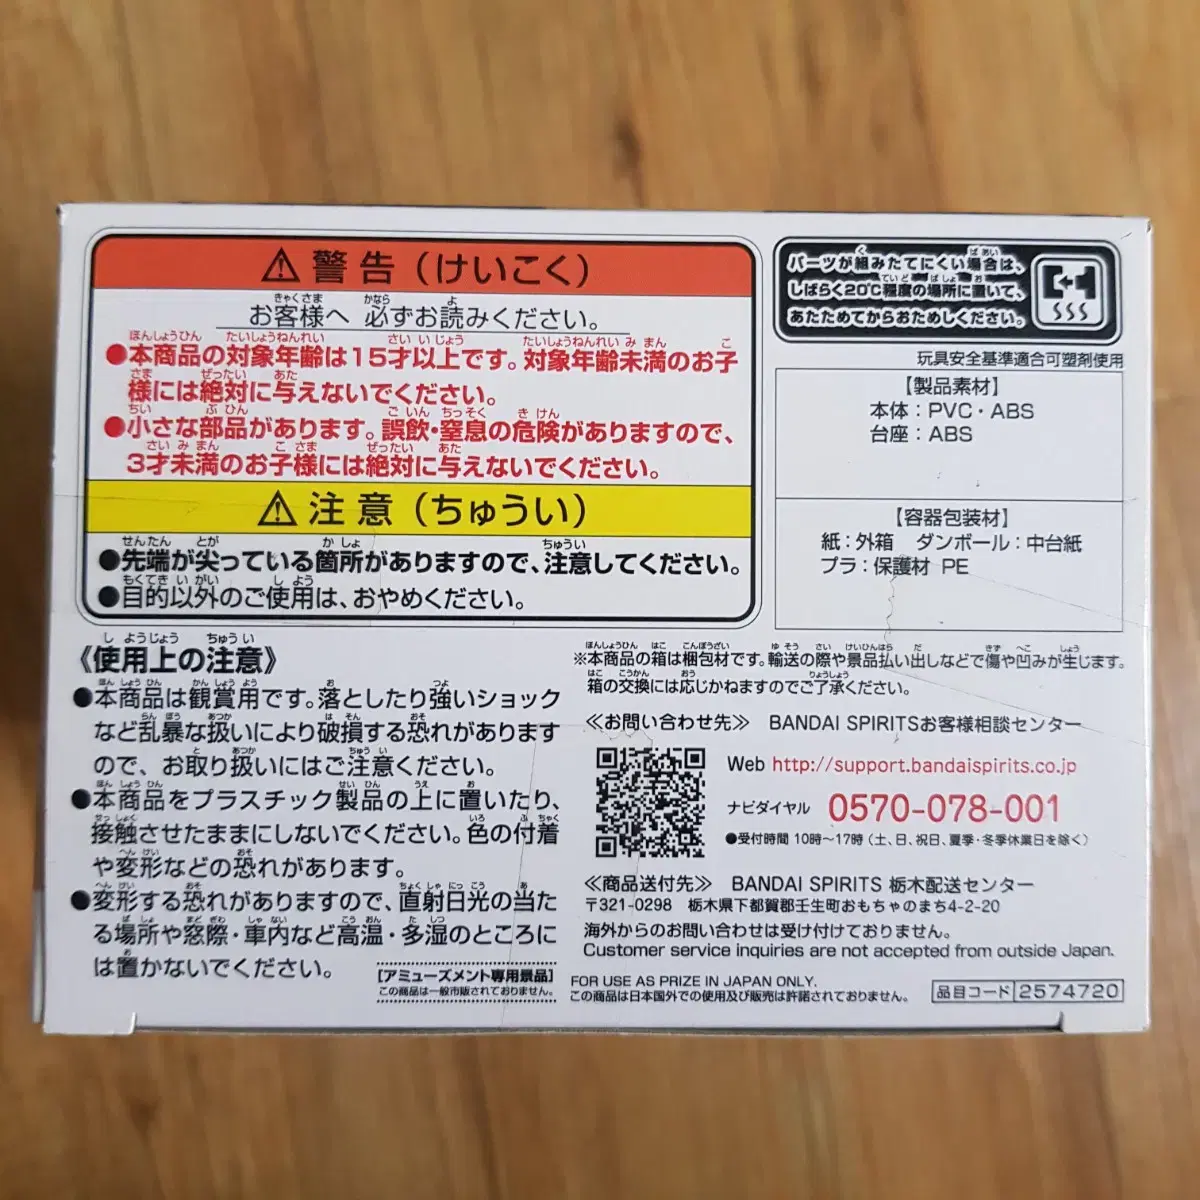 ⚠ 警告（けいこく）
お客様へ 必ずお読みください。
●本商品の対象年齢は15才以上です。対象年齢未満のお子
様には絶対に与えないでください。
●小さな部品があります。誤飲・窒息の危険がありますので、
3才未満のお子様には絶対に与えないでください。
⚠ 注意（ちゅうい）
●先端が尖っている箇所がありますので、注意してください。
●目的以外のご使用は、おやめください。
パーツが組みたてにくい場合は、
しばらく20℃程度の場所に置いて、
あたためてからおためしください。
玩具安全基準適合可塑剤使用
【製品素材】
本体：PVC・ABS
台座：ABS
【容器包装材】
紙：外箱 ダンボール：中台紙
プラ：保護材 PE
《使用上の注意》
●本商品は観賞用です。落としたり強いショック
など乱暴な扱いにより破損する恐れがあります
ので、お取り扱いにはご注意ください。
●本商品をプラスチック製品の上に置いたり、
接触させたままにしないでください。色の付着
や変形などの恐れがあります。
●変形する恐れがありますので、直射日光の当た
る場所や窓際・車内など高温・多湿のところに
は置かないでください。
[アミューズメント専用景品]
この商品は一般市販されておりません。
※本商品の箱は梱包材です。輸送の際や景品払い出しなどで傷や凹みが生じます。
箱の交換には応じかねますのでご了承ください。
≪お問い合わせ先≫ BANDAI SPIRITSお客様相談センター
Web http://support.bandaispirits.co.jp
ナビダイヤル 0570-078-001
●受付時間 10時～17時（土、日、祝日、夏季・冬季休業日を除く）
≪商品送付先≫ BANDAI SPIRITS 栃木配送センター
〒321-0298 栃木県下都賀郡壬生町おもちゃのまち4-2-20
海外からのお問い合わせは受け付けておりません。
Customer service inquiries are not accepted from outside Japan.
FOR USE AS PRIZE IN JAPAN ONLY.
この商品は日本国外での使用及び販売は許諾されておりません。
品目コード 2574720